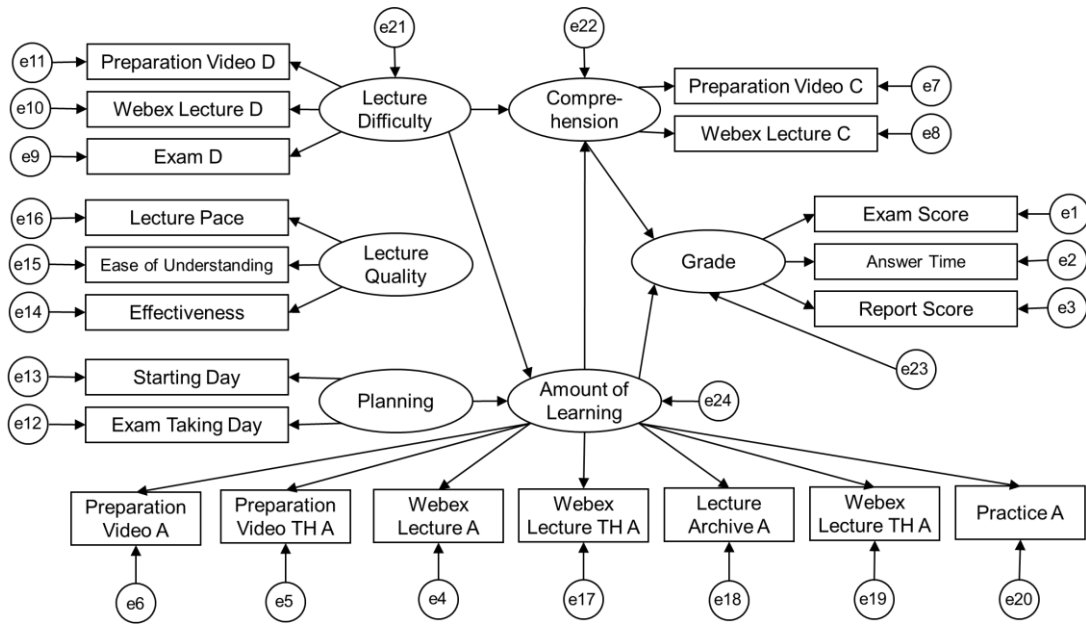 e21
e22
e11
Preparation Video D
e10
Webex Lecture D
e9
Exam D
Lecture
Difficulty
Compre-
hension
Preparation Video C
e7
Webex Lecture C
e8
e16
Lecture Pace
e15
Ease of Understanding
e14
Effectiveness
Lecture
Quality
Grade
Exam Score
e1
Answer Time
e2
Report Score
e3
e23
e13
Starting Day
e12
Exam Taking Day
Planning
Amount of
Learning
e24
Preparation
Video A
Preparation
Video TH A
Webex
Lecture A
Webex
Lecture TH A
Lecture
Archive A
Webex
Lecture TH A
Practice A
e6
e5
e4
e17
e18
e19
e20